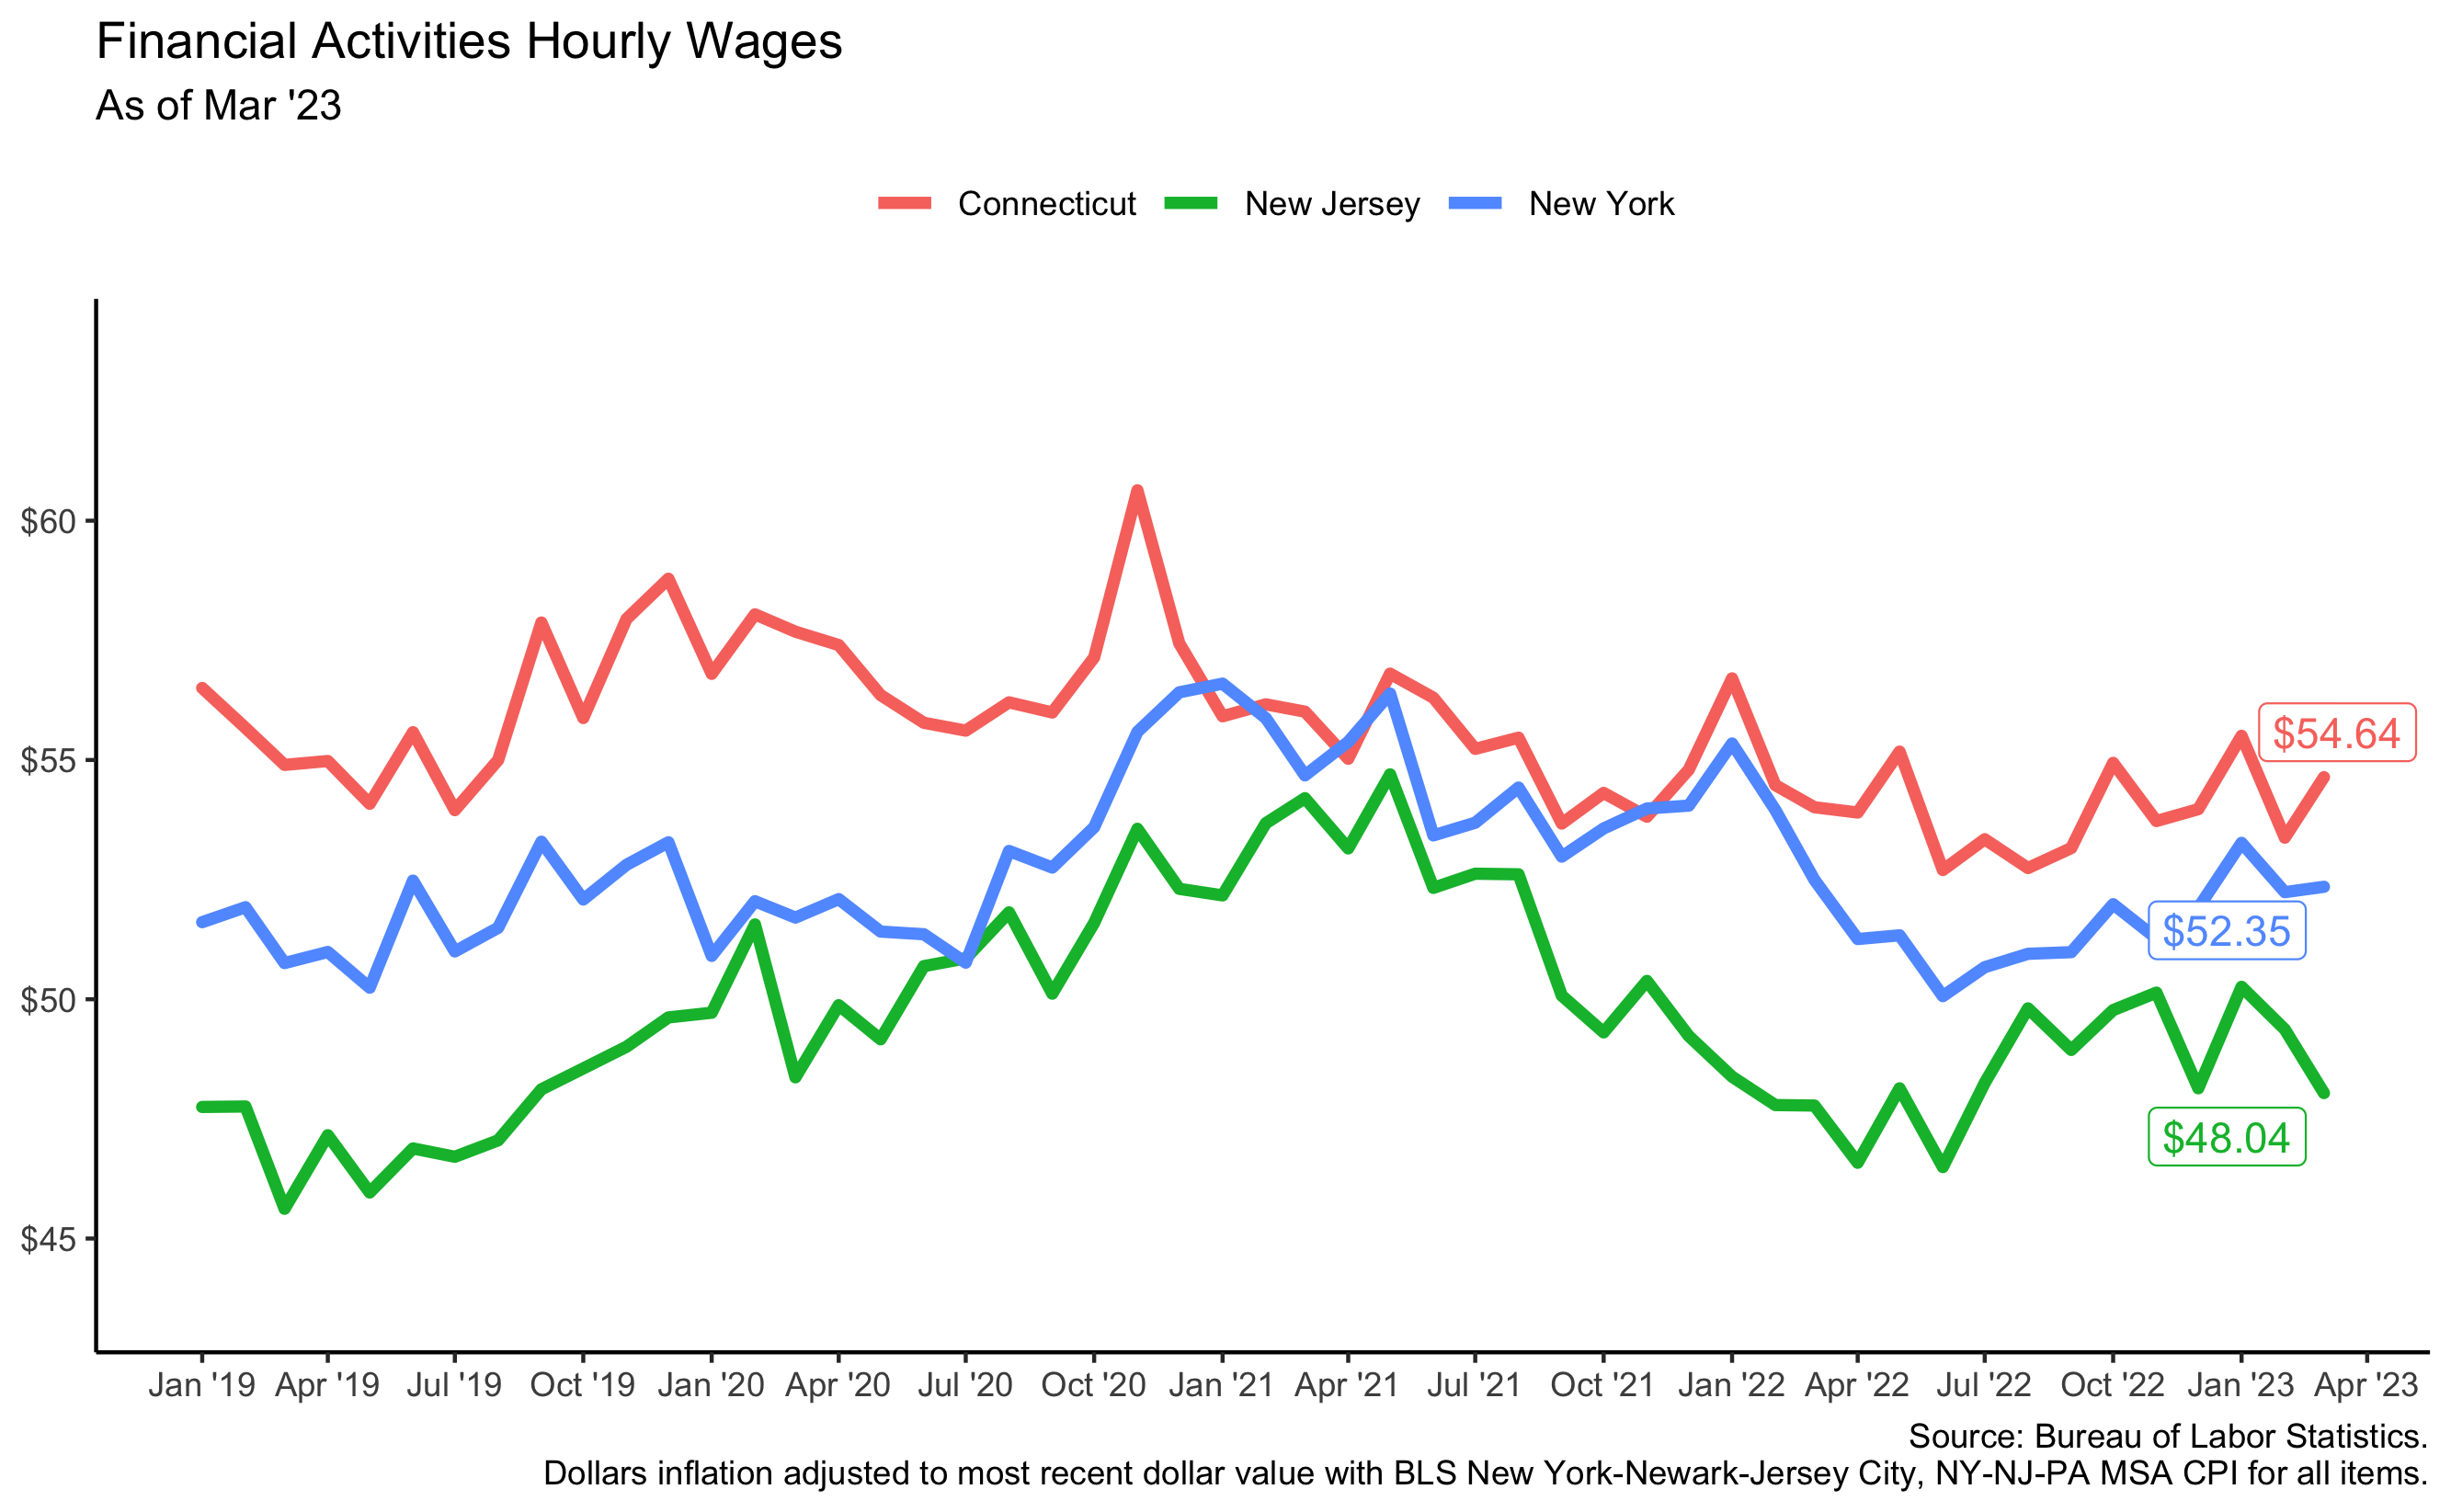 Financial Activities Hourly Wages
As of Mar '23
Connecticut New Jersey New York
$60
$55
$50
$45
$54.64
$52.35
$48.04
Jan '19 Apr '19 Jul '19 Oct '19 Jan '20 Apr '20 Jul '20 Oct '20 Jan '21 Apr '21 Jul '21 Oct '21 Jan '22 Apr '22 Jul '22 Oct '22 Jan '23 Apr '23
Source: Bureau of Labor Statistics.
Dollars inflation adjusted to most recent dollar value with BLS New York-Newark-Jersey City, NY-NJ-PA MSA CPI for all items.